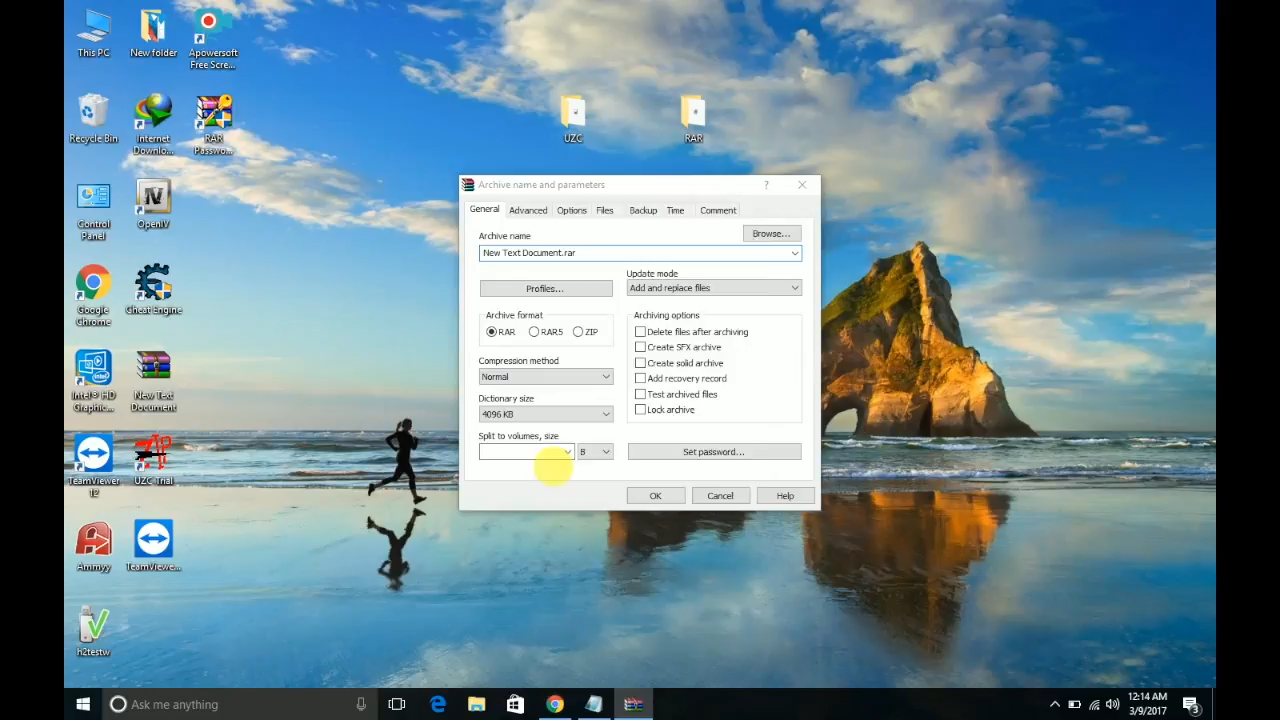 This PC
New folder
Apowersoft
Free Scre...
Recycle Bin
Internet
Downlo...
RAR
Passwo...
UZC
RAR
Control
Panel
OpenIV
Google
Chrome
Cheat Engine
Intel® HD
Graphic...
New Text
Document
TeamViewer
12
UZC Trial
Ammyy
TeamViewe...
h2testw
Archive name and parameters
?
General
Advanced
Options
Files
Backup
Time
Comment
Archive name
Browse...
New Text Document.rar
Update mode
Profiles...
Add and replace files
Archive format
RAR
RAR5
ZIP
Compression method
Normal
Dictionary size
4096 KB
Split to volumes, size
B
Archiving options
Delete files after archiving
Create SFX archive
Create solid archive
Add recovery record
Test archived files
Lock archive
Set password...
OK
Cancel
Help
Ask me anything
12:14 AM
3/9/2017
3